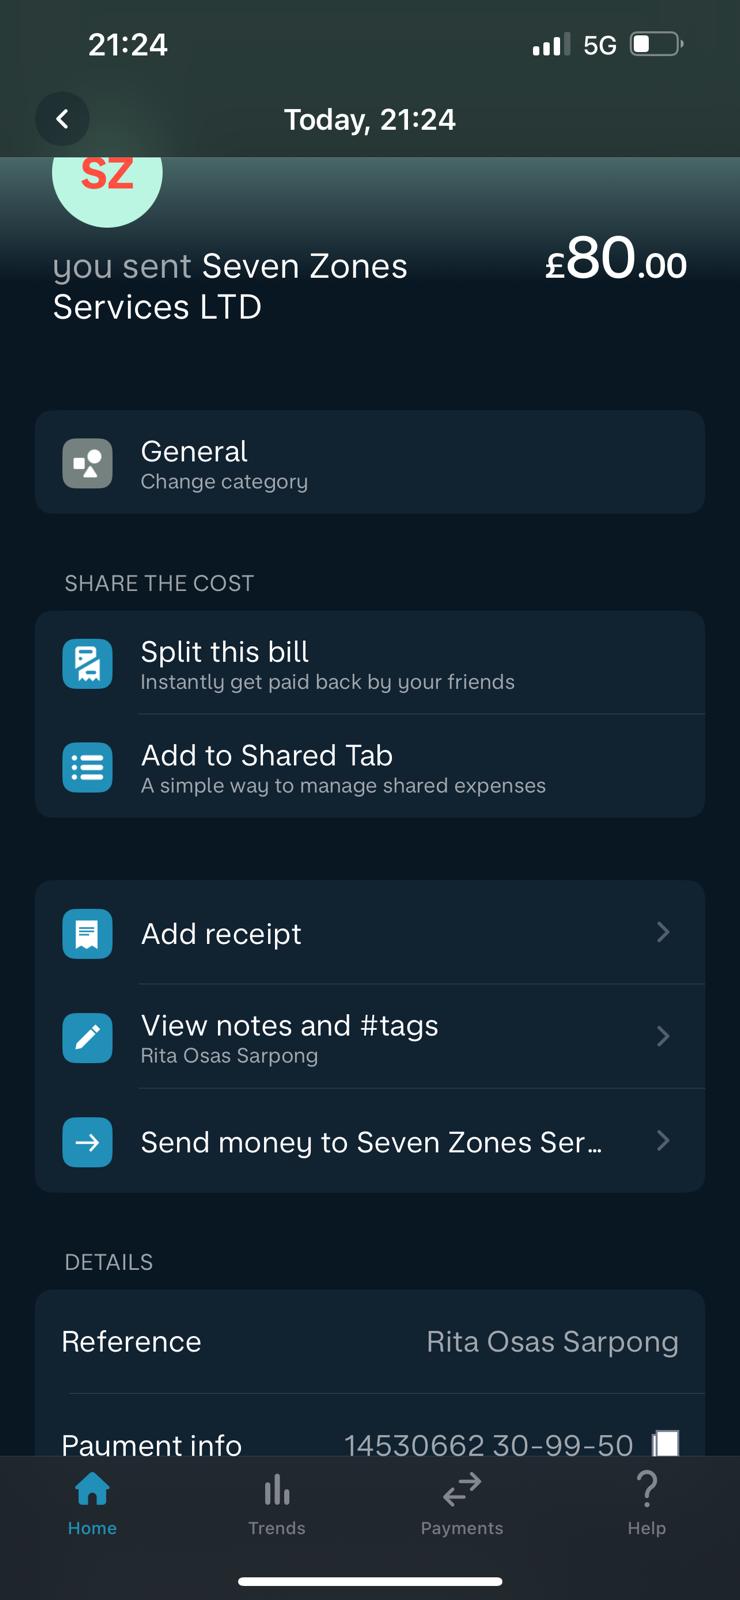 21:24
5G
Today, 21:24
SZ
you sent Seven Zones
Services LTD
£80.00
General
Change category
SHARE THE COST
Split this bill
Instantly get paid back by your friends
Add to Shared Tab
A simple way to manage shared expenses
Add receipt
View notes and #tags
Rita Osas Sarpong
Send money to Seven Zones Ser...
DETAILS
Reference Rita Osas Sarpong
Payment info 14530662 30-99-50
Home Trends Payments Help